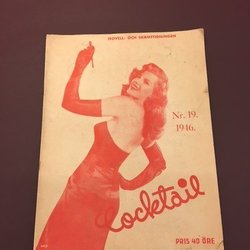 NOVELL- OCH SKÄMTTIDNINGEN
Nr. 19.
1946.
Cocktail
PRIS 40 ÖRE